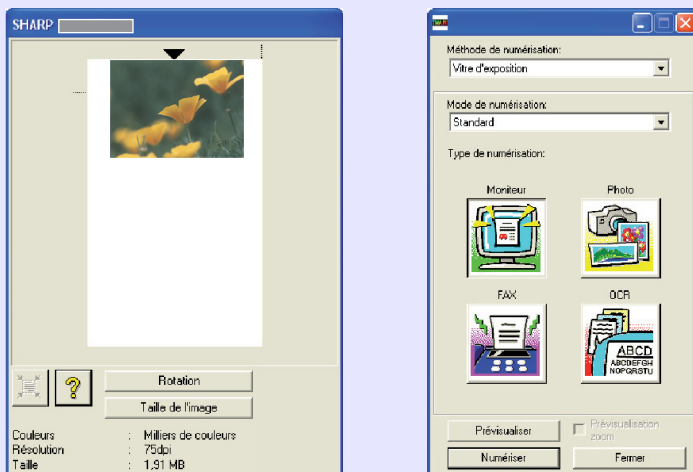 SHARP
Rotation
Taille de l'image
Couleurs : Milliers de couleurs
Résolution : 75dpi
Taille : 1,91 MB
Méthode de numérisation:
Vitre d'exposition
Mode de numérisation:
Standard
Type de numérisation:
Moniteur Photo
FAX OCR
ABCD
ABCDEFGH
NOPQRSTU
Prévisualiser
Prévisualisation
zoom
Numériser Fermer